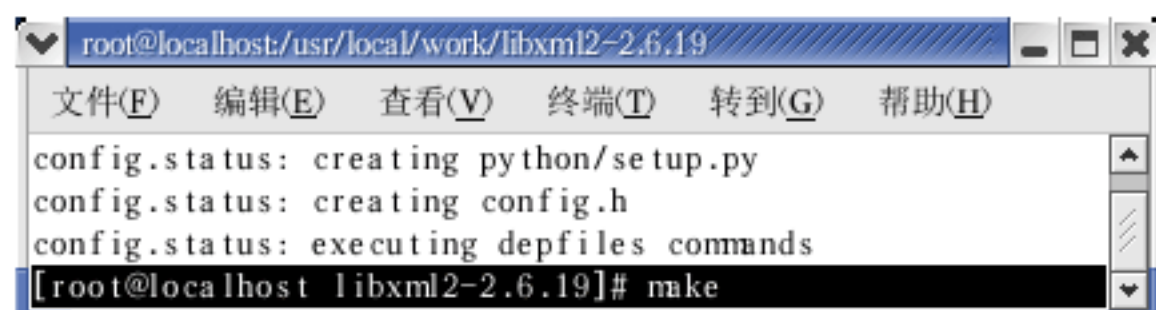 root@localhost:/usr/local/work/libxml2-2.6.19
文件(F) 编辑(E) 查看(V) 终端(T) 转到(G) 帮助(H)
config.status: creating python/setup.py
config.status: creating config.h
config.status: executing depfiles commands
[root@localhost libxml2-2.6.19]# make